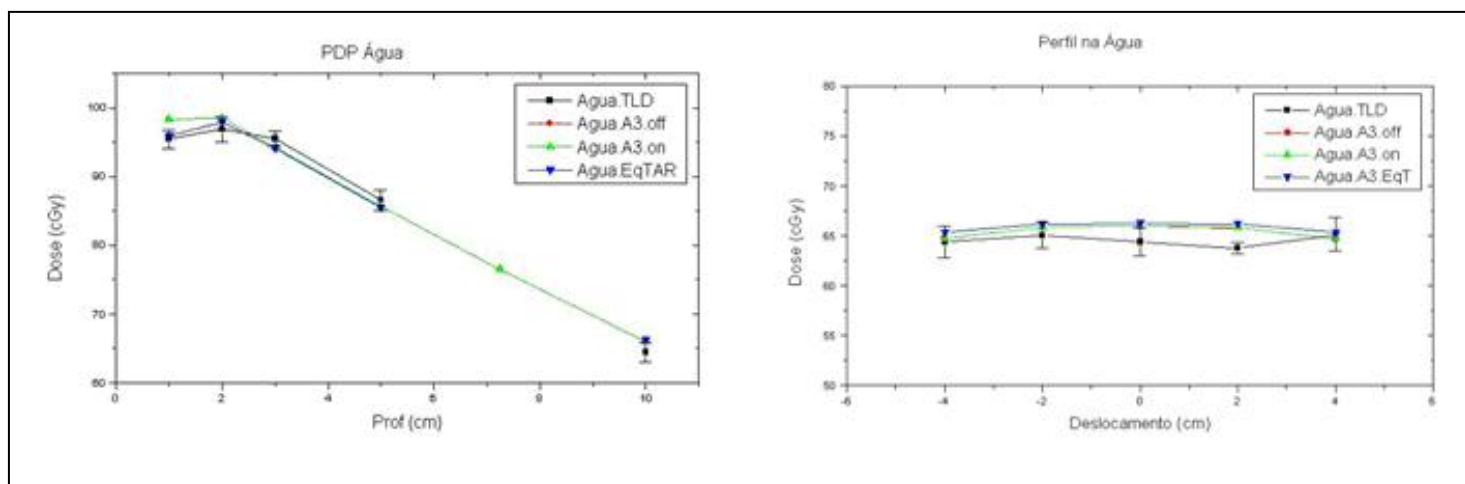 PDP Água
Agua.TLD
Agua.A3.off
Agua.A3.on
Agua.EqTAR
100
90
80
70
60
Dose (cGy)
0 2 4 6 8 10
Prof (cm)
Perfil na Água
Agua.TLD
Agua.A3.off
Agua.A3.on
Agua.A3.EqT
80
75
70
65
60
55
50
Dose (cGy)
-6 -4 -2 0 2 4 6
Deslocamento (cm)